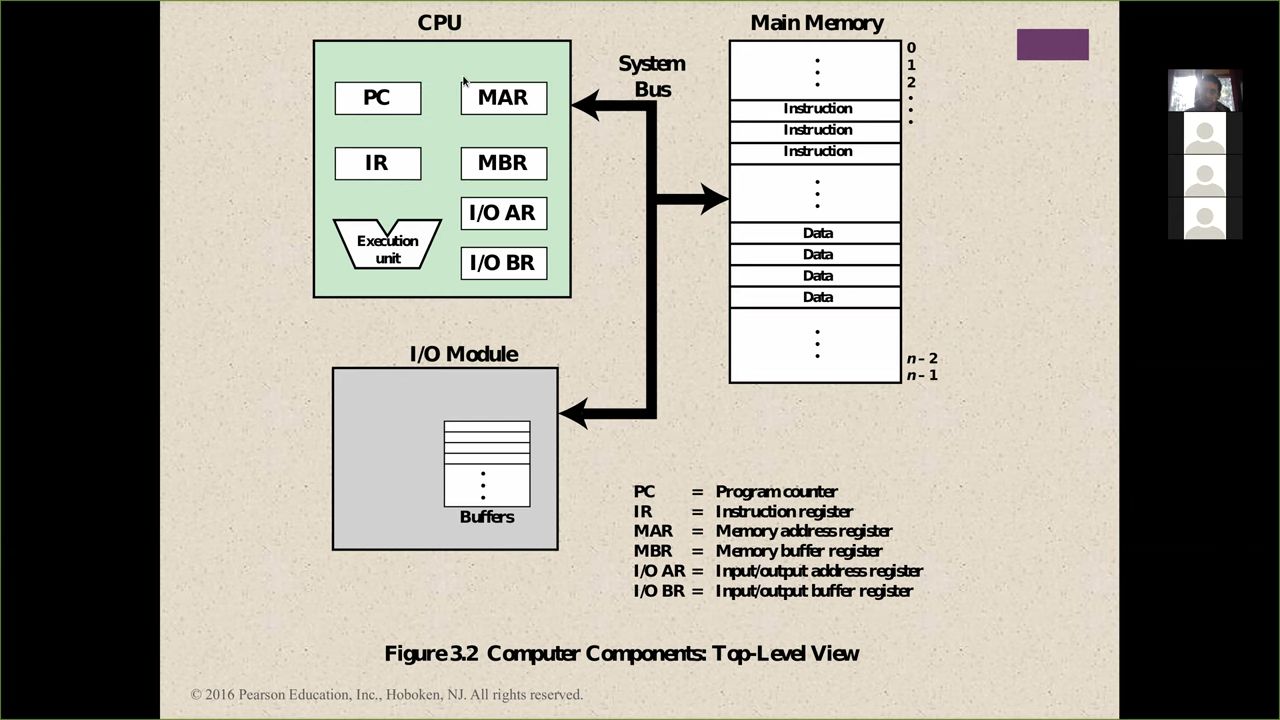 CPU
Main Memory
System
Bus
PC
MAR
IR
MBR
I/O AR
I/O BR
Execution
unit
0
1
2
Instruction
Instruction
Instruction
Data
Data
Data
Data
n – 2
n – 1
I/O Module
Buffers
PC = Program counter
IR = Instruction register
MAR = Memory address register
MBR = Memory buffer register
I/O AR = Input/output address register
I/O BR = Input/output buffer register
Figure 3.2 Computer Components: Top-Level View
© 2016 Pearson Education, Inc., Hoboken, NJ. All rights reserved.